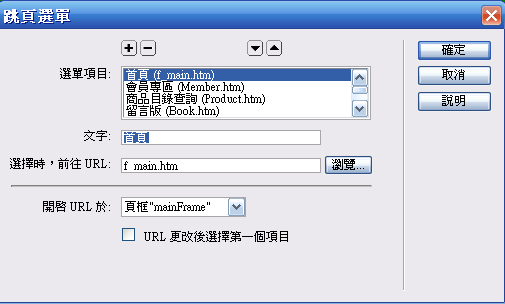 跳頁選單
選單項目:
首頁 (f_main.htm)
會員專區 (Member.htm)
商品目錄查詢 (Product.htm)
留言版 (Book.htm)
文字:
首頁
選擇時，前往 URL:
f_main.htm
瀏覽...
開啓 URL 於:
頁框"mainFrame"
URL 更改後選擇第一個項目
確定
取消
說明